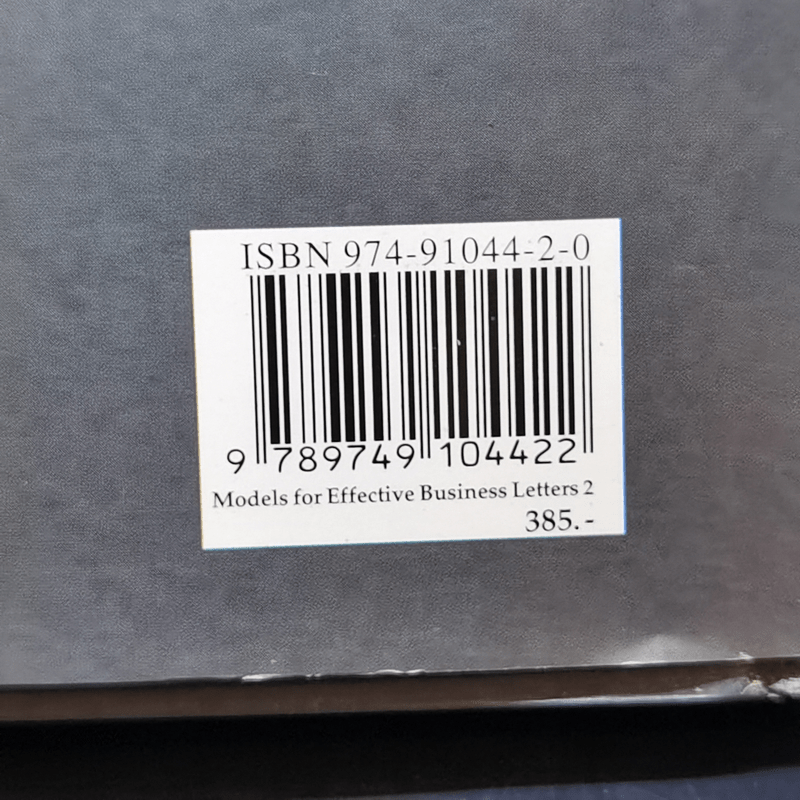 ISBN 974-91044-2-0
9 789749 104422
Models for Effective Business Letters 2
385.-